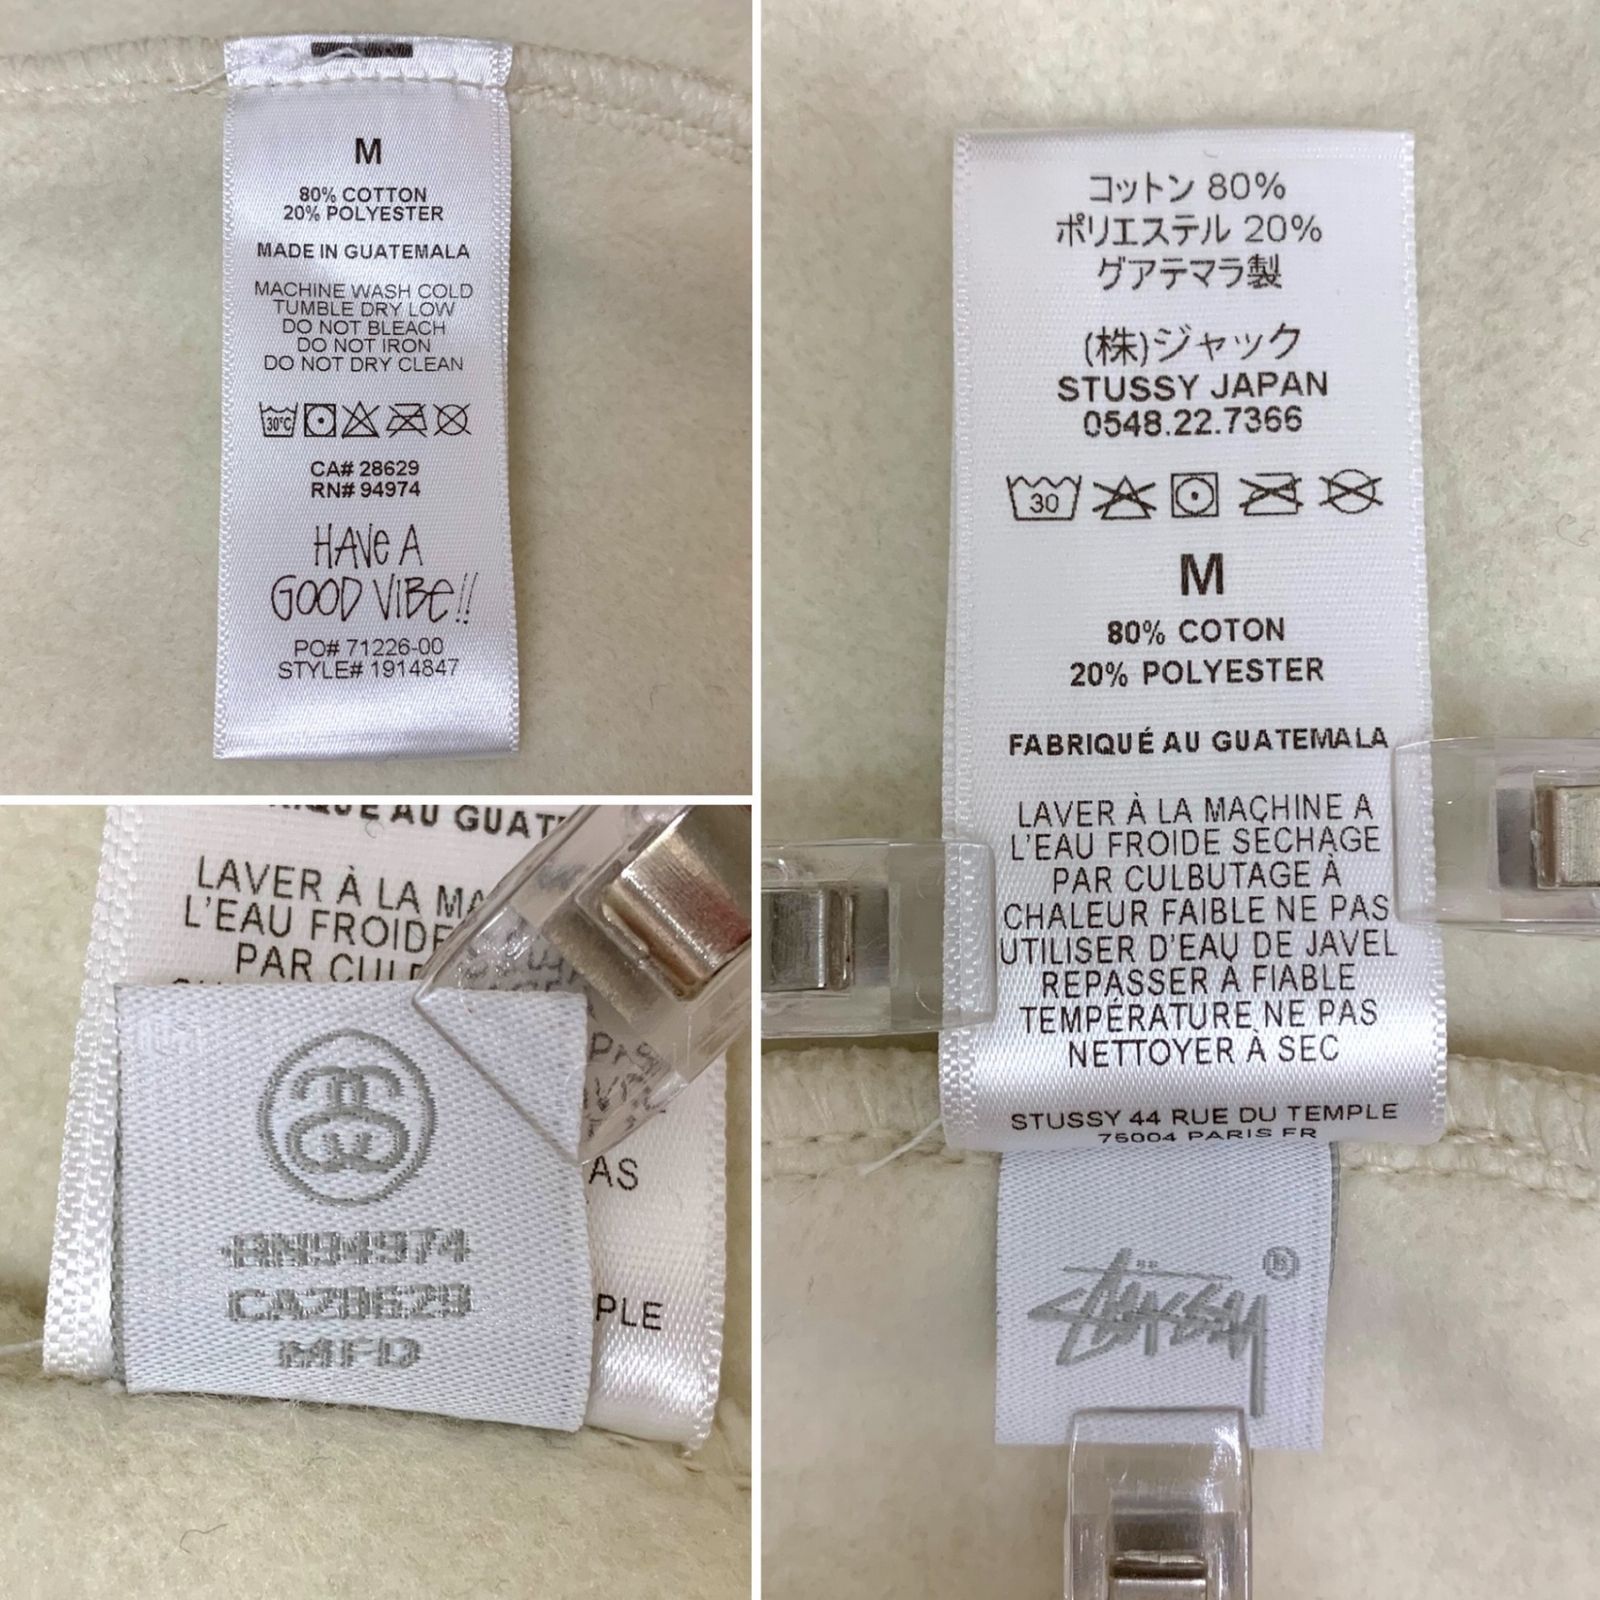 M
80% COTTON
20% POLYESTER
MADE IN GUATEMALA
MACHINE WASH COLD
TUMBLE DRY LOW
DO NOT BLEACH
DO NOT IRON
DO NOT DRY CLEAN
30°C
CA# 28629
RN# 94974
HAVE A
GOOD VIBE!!
PO# 71226-00
STYLE# 1914847
AU GUAT
LAVER À LA MA
L'EAU FROIDE
PAR CULB
AS
PLE
RN94974
CA28629
MFD
コットン 80%
ポリエステル 20%
グアテマラ製
(株)ジャック
STUSSY JAPAN
0548.22.7366
30
M
80% COTON
20% POLYESTER
FABRIQUÉ AU GUATEMALA
LAVER À LA MACHINE A
L'EAU FROIDE SECHAGE
PAR CULBUTAGE À
CHALEUR FAIBLE NE PAS
UTILISER D'EAU DE JAVEL
REPASSER À FIABLE
TEMPÉRATURE NE PAS
NETTOYER À SEC
STUSSY 44 RUE DU TEMPLE
75004 PARIS FR
Stüssy ®